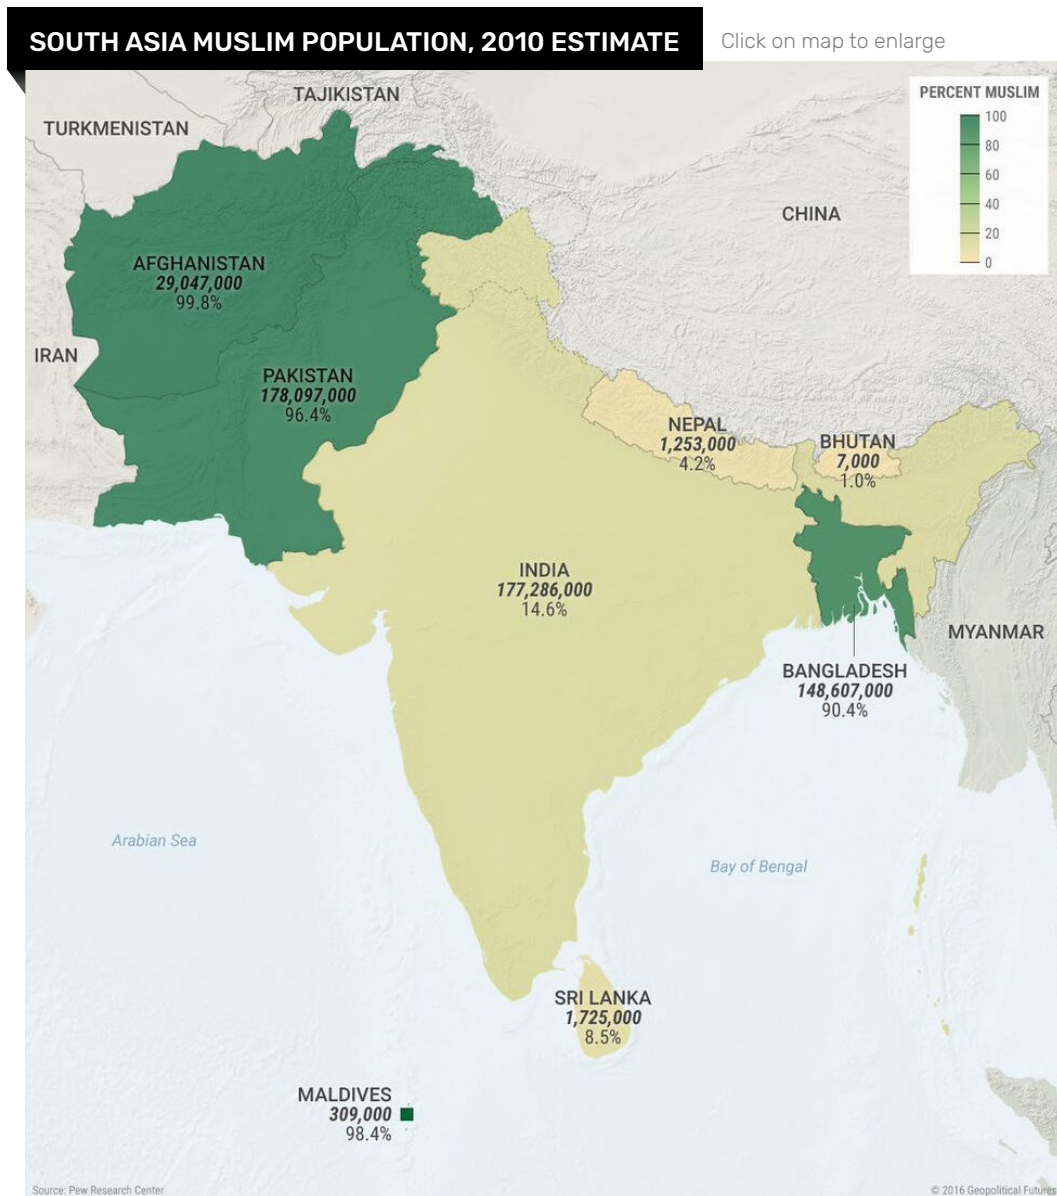 SOUTH ASIA MUSLIM POPULATION, 2010 ESTIMATE
Click on map to enlarge
PERCENT MUSLIM
100
80
60
40
20
0
TAJIKISTAN
TURKMENISTAN
CHINA
AFGHANISTAN
29,047,000
99.8%
IRAN
PAKISTAN
178,097,000
96.4%
NEPAL
1,253,000
4.2%
BHUTAN
7,000
1.0%
INDIA
177,286,000
14.6%
MYANMAR
BANGLADESH
148,607,000
90.4%
Arabian Sea
Bay of Bengal
SRI LANKA
1,725,000
8.5%
MALDIVES
309,000
98.4%
Source: Pew Research Center
© 2016 Geopolitical Futures